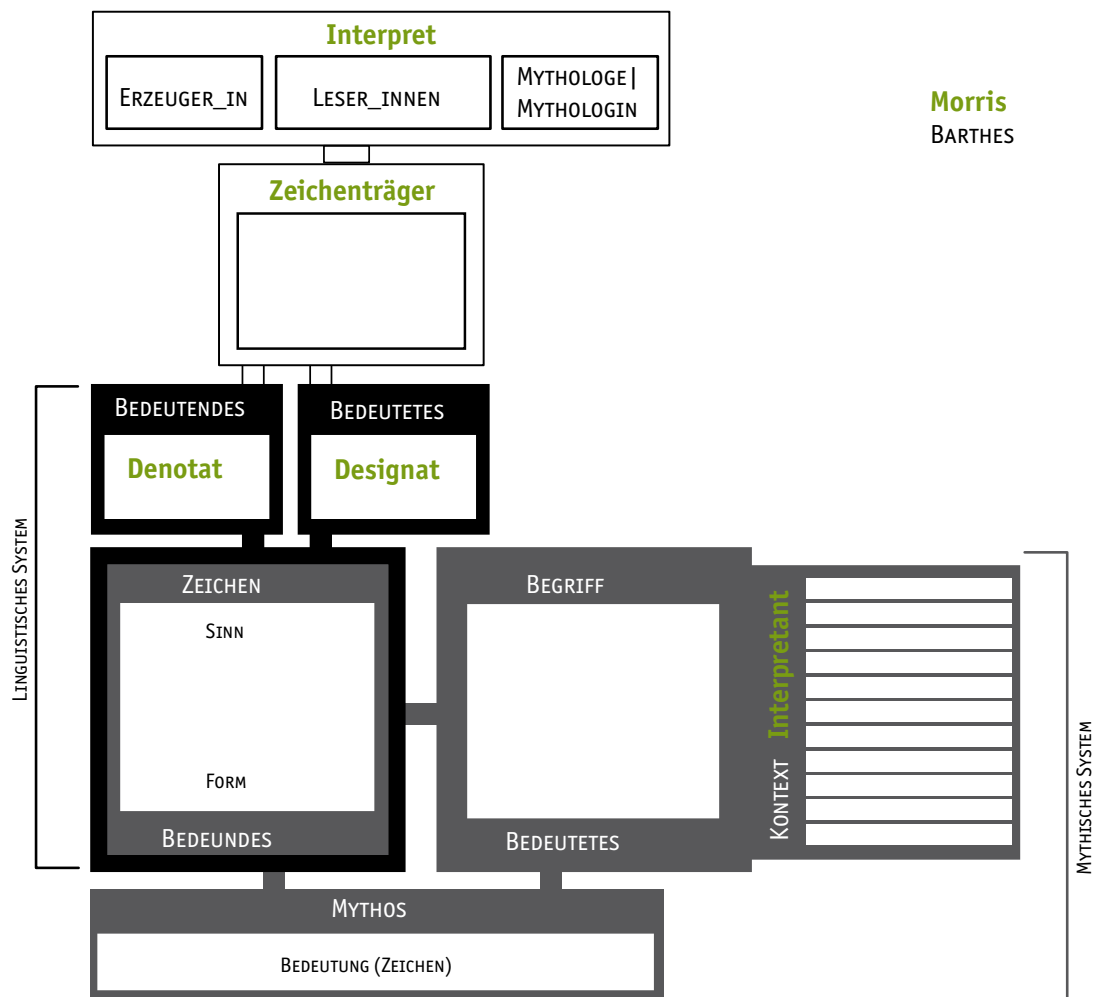 Interpret
Erzeuger_in
Leser_innen
Mythologe|
Mythologin
Morris
Barthes
Zeichenträger
Bedeutendes
Bedeutetes
Denotat
Designat
Linguistisches System
Zeichen
Sinn
Form
Bedeundes
Begriff
Bedeutetes
Kontext Interpretant
Mythisches System
Mythos
Bedeutung (Zeichen)